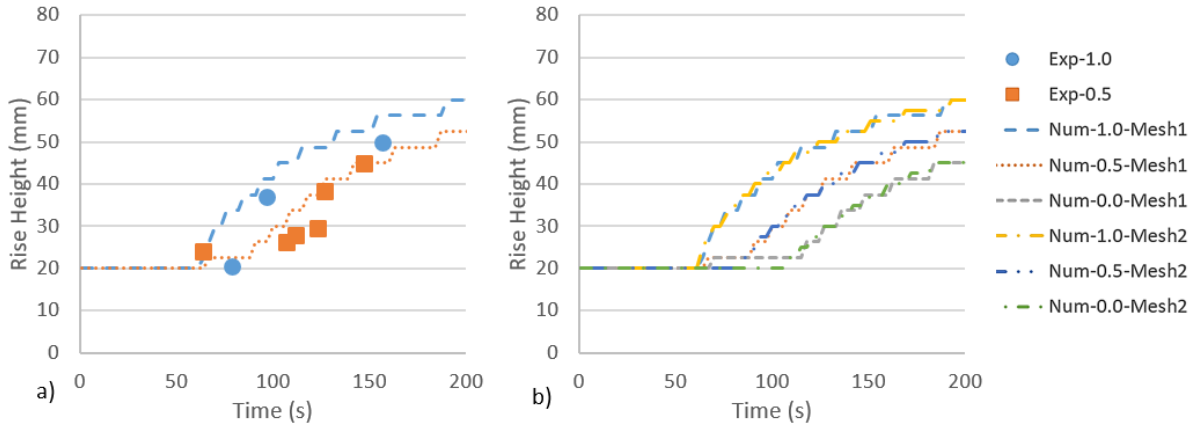 80
70
60
50
40
30
20
10
0
Rise Height (mm)
0
50
100
150
200
Time (s)
a)
80
70
60
50
40
30
20
10
0
Rise Height (mm)
0
50
100
150
200
Time (s)
b)
Exp-1.0
Exp-0.5
Num-1.0-Mesh1
Num-0.5-Mesh1
Num-0.0-Mesh1
Num-1.0-Mesh2
Num-0.5-Mesh2
Num-0.0-Mesh2